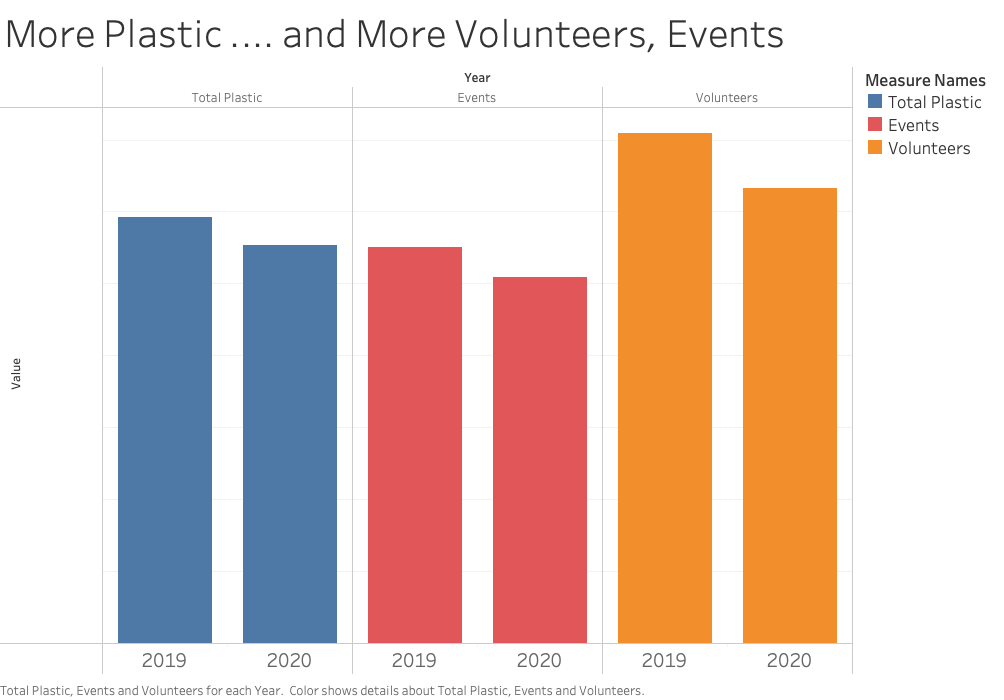 More Plastic .... and More Volunteers, Events
Year
Total Plastic Events Volunteers
Measure Names
Total Plastic
Events
Volunteers
Value
2019 2020 2019 2020 2019 2020
Total Plastic, Events and Volunteers for each Year. Color shows details about Total Plastic, Events and Volunteers.